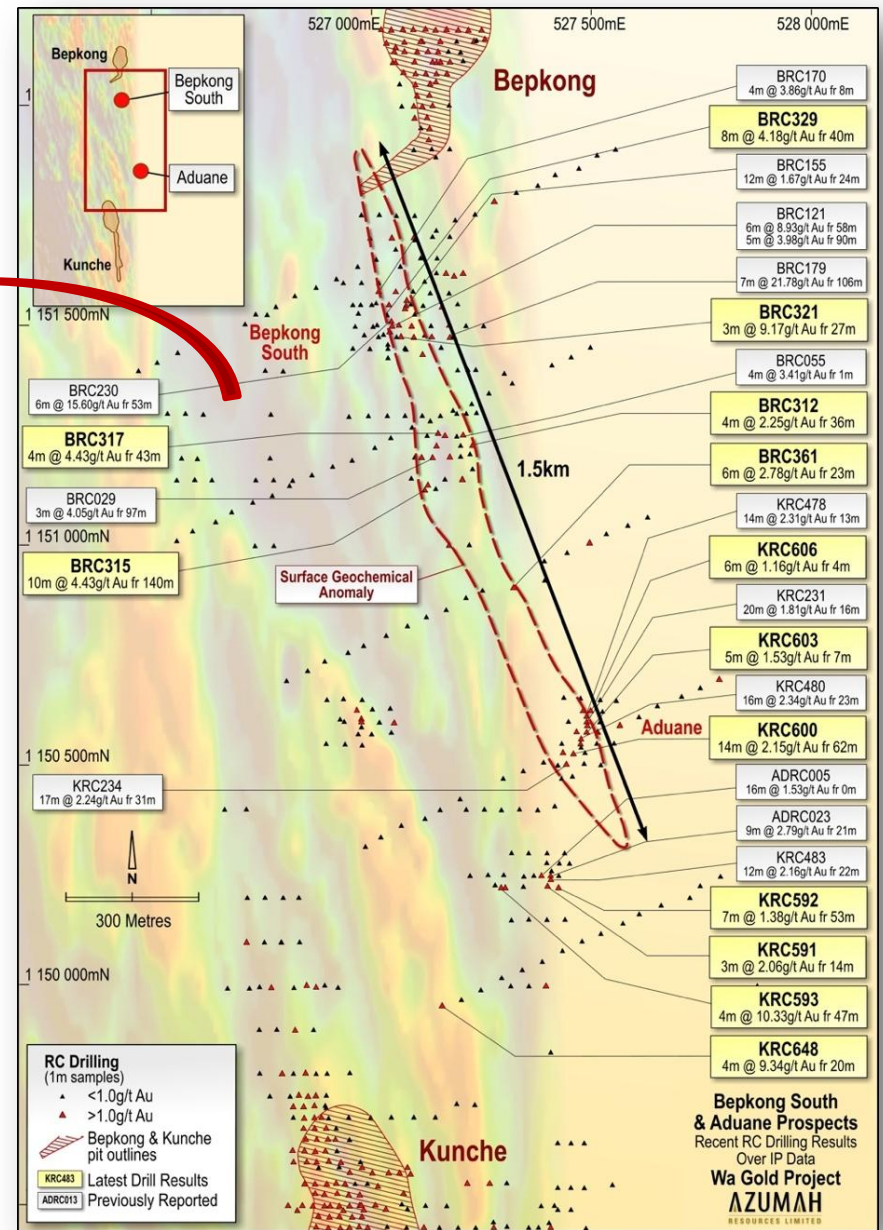 527 000mE
527 500mE
528 000mE
Bepkong
Bepkong
South
Aduane
Kunche
Bepkong
BRC170
4m @ 3.86g/t Au fr 8m
BRC329
8m @ 4.18g/t Au fr 40m
BRC155
12m @ 1.67g/t Au fr 24m
BRC121
6m @ 8.93g/t Au fr 58m
5m @ 3.98g/t Au fr 90m
BRC179
7m @ 21.78g/t Au fr 106m
BRC321
3m @ 9.17g/t Au fr 27m
BRC055
4m @ 3.41g/t Au fr 1m
BRC312
4m @ 2.25g/t Au fr 36m
BRC361
6m @ 2.78g/t Au fr 23m
KRC478
14m @ 2.31g/t Au fr 13m
KRC606
6m @ 1.16g/t Au fr 4m
KRC231
20m @ 1.81g/t Au fr 16m
KRC603
5m @ 1.53g/t Au fr 7m
KRC480
16m @ 2.34g/t Au fr 23m
KRC600
14m @ 2.15g/t Au fr 62m
ADRC005
16m @ 1.53g/t Au fr 0m
ADRC023
9m @ 2.79g/t Au fr 21m
KRC483
12m @ 2.16g/t Au fr 22m
KRC592
7m @ 1.38g/t Au fr 53m
KRC591
3m @ 2.06g/t Au fr 14m
KRC593
4m @ 10.33g/t Au fr 47m
KRC648
4m @ 9.34g/t Au fr 20m
1
1 151 500mN
Bepkong
South
BRC230
6m @ 15.60g/t Au fr 53m
BRC317
4m @ 4.43g/t Au fr 43m
BRC029
3m @ 4.05g/t Au fr 97m
1 151 000mN
BRC315
10m @ 4.43g/t Au fr 140m
1.5km
Surface Geochemical
Anomaly
Aduane
1 150 500mN
KRC234
17m @ 2.24g/t Au fr 31m
N
300 Metres
1 150 000mN
RC Drilling
(1m samples)
<1.0g/t Au
>1.0g/t Au
Bepkong & Kunche
pit outlines
KRC483 Latest Drill Results
ADRC013 Previously Reported
Kunche
Bepkong South
& Aduane Prospects
Recent RC Drilling Results
Over IP Data
Wa Gold Project
AZUMAH
RESOURCES LIMITED